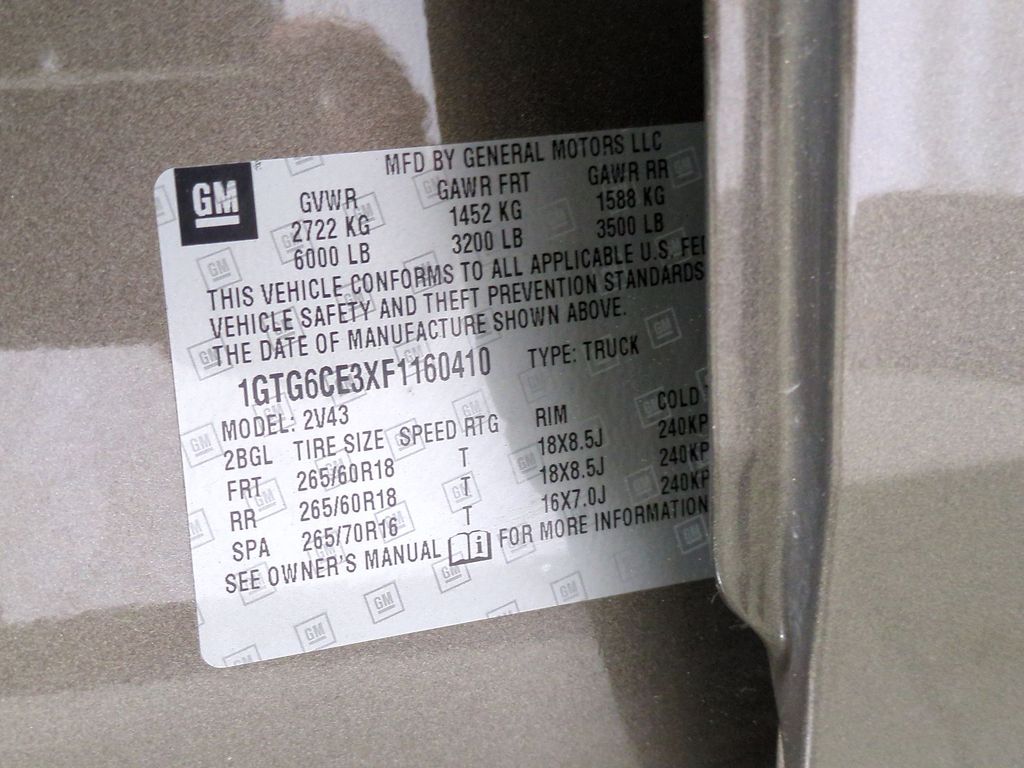 GM
MFD BY GENERAL MOTORS LLC
GVWR GAWR FRT GAWR RR
2722 KG 1452 KG 1588 KG
6000 LB 3200 LB 3500 LB
THIS VEHICLE CONFORMS TO ALL APPLICABLE U.S.
VEHICLE SAFETY AND THEFT PREVENTION STANDARDS
THE DATE OF MANUFACTURE SHOWN ABOVE.
1GTG6CE3XF1160410 TYPE: TRUCK
MODEL: 2V43
2BGL TIRE SIZE SPEED RTG RIM COLD
FRT 265/60R18 T 18X8.5J 240KP
RR 265/60R18 T 18X8.5J 240KP
SPA 265/70R16 T 16X7.0J 240KP
SEE OWNER'S MANUAL i FOR MORE INFORMATION